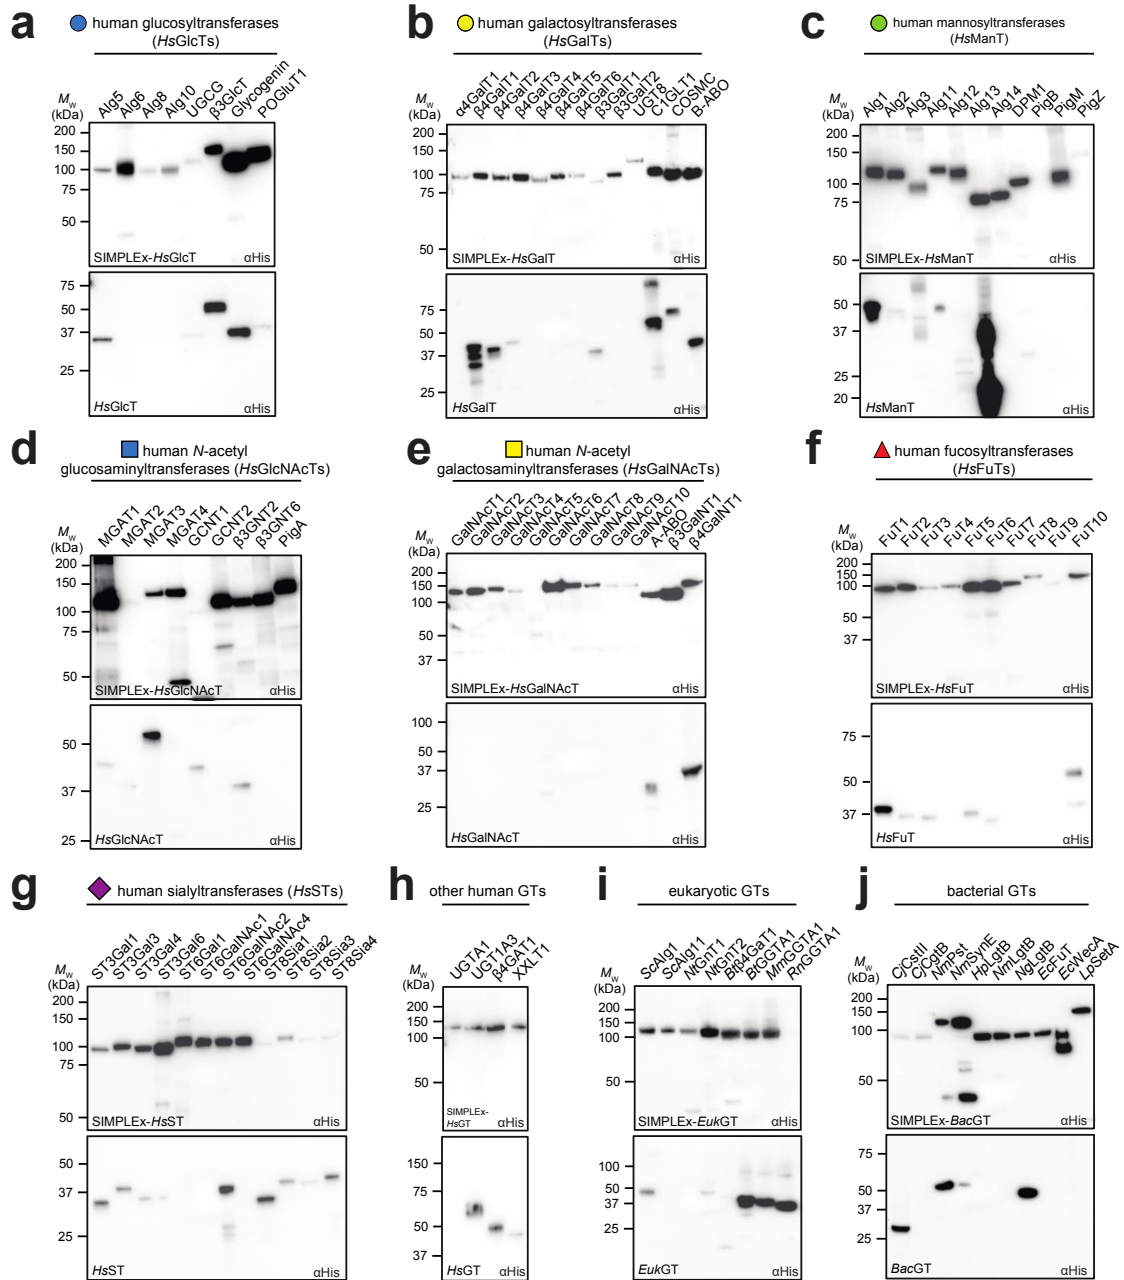 a
human glucosyltransferases
(HsGlcTs)
Mw
(kDa)
Alg5
Alg6
Alg8
Alg10
UGCG
β3GlcT
Glycogenin
POGluT1
200
150
100
75
50
SIMPLEx-HsGlcT
αHis
75
50
37
25
HsGlcT
αHis
b
human galactosyltransferases
(HsGalTs)
Mw
(kDa)
α4GalT1
β4GalT1
β4GalT2
β4GalT3
β4GalT4
β4GalT5
β4GalT6
β3GalT1
β3GalT2
UGT8
C1GLT1
COSMC
B-ABO
200
150
100
75
50
SIMPLEx-HsGalT
αHis
75
50
37
25
HsGalT
αHis
c
human mannosyltransferases
(HsManT)
Mw
(kDa)
Alg1
Alg2
Alg3
Alg11
Alg12
Alg13
Alg14
DPM1
PigB
PigM
PigZ
200
150
100
75
50
SIMPLEx-HsManT
αHis
50
37
25
20
HsManT
αHis
d
human N-acetyl
glucosaminyltransferases (HsGlcNAcTs)
Mw
(kDa)
MGAT1
MGAT2
MGAT3
MGAT4
GCNT1
GCNT2
β3GNT2
β3GNT6
PigA
200
150
100
75
50
SIMPLEx-HsGlcNAcT
αHis
50
37
25
HsGlcNAcT
αHis
e
human N-acetyl
galactosaminyltransferases (HsGalNAcTs)
Mw
(kDa)
GalNAcT1
GalNAcT2
GalNAcT3
GalNAcT4
GalNAcT5
GalNAcT6
GalNAcT7
GalNAcT8
GalNAcT9
GalNAcT10
A-ABO
β3GalNT1
β4GalNT1
200
150
100
50
37
SIMPLEx-HsGalNAcT
αHis
100
50
37
25
HsGalNAcT
αHis
f
human fucosyltransferases
(HsFuTs)
Mw
(kDa)
FuT1
FuT2
FuT3
FuT4
FuT5
FuT6
FuT7
FuT8
FuT9
FuT10
200
150
100
50
37
SIMPLEx-HsFuT
αHis
75
50
37
HsFuT
αHis
g
human sialyltransferases (HsSTs)
Mw
(kDa)
ST3Gal1
ST3Gal3
ST3Gal4
ST3Gal6
ST6Gal1
ST6GalNAc1
ST6GalNAc2
ST6GalNAc4
ST8Sia1
ST8Sia2
ST8Sia3
ST8Sia4
200
150
100
75
50
SIMPLEx-HsST
αHis
50
37
25
HsST
αHis
h
other human GTs
Mw
(kDa)
UGTA1
UGT1A3
β4GAT1
XXLT1
200
150
100
50
SIMPLEx-
HsGT
αHis
150
75
50
37
HsGT
αHis
i
eukaryotic GTs
Mw
(kDa)
ScAlg1
ScAlg11
NtGnT1
NtGNT2
Btβ4GaT1
BtGGTA1
MmGGTA1
RnGGTA1
200
150
100
50
SIMPLEx-EukGT
αHis
100
50
37
25
EukGT
αHis
j
bacterial GTs
Mw
(kDa)
CjCstII
CjCgtB
NmPst
NmSynE
HpLgtB
NmLgtB
NgLgtB
EcFuT
EcWecA
LpSetA
200
150
100
50
SIMPLEx-BacGT
αHis
75
50
37
25
BacGT
αHis